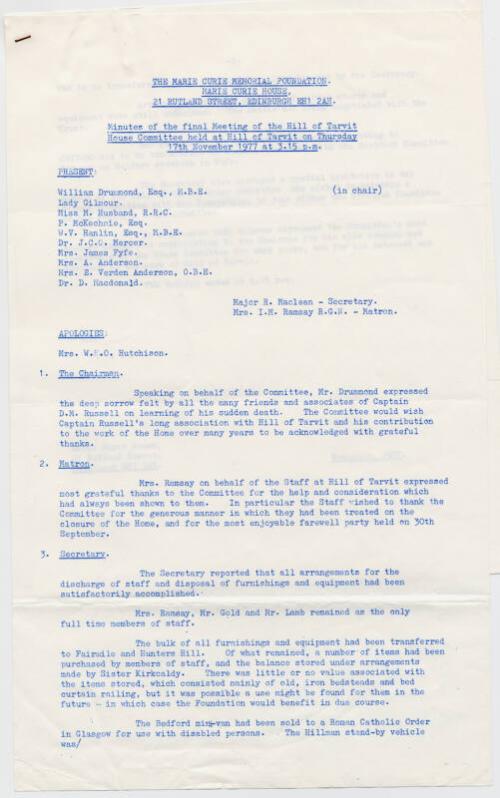 THE MARIE CURIE MEMORIAL FOUNDATION.
MARIE CURIE HOUSE,
21 RUTLAND STREET, EDINBURGH EH1 2AH.
Minutes of the final Meeting of the Hill of Tarvit
House Committee held at Hill of Tarvit on Thursday
17th November 1977 at 3.15 p.m.
PRESENT:
William Drummond, Esq., M.B.E. (in chair)
Lady Gilmour.
Miss M. Husband, R.R.C.
P. McKechnie, Esq.
W.V. Hanlin, Esq., M.B.E.
Dr. J.C.O. Mercer.
Mrs. James Fyfe.
Mrs. A. Anderson.
Mrs. E. Verden Anderson, O.B.E.
Dr. D. Macdonald.
Major R. Maclean - Secretary.
Mrs. I.M. Ramsay R.G.N. - Matron.
APOLOGIES:
Mrs. W. O. Hutchison.
1. The Chairman.
Speaking on behalf of the Committee, Mr. Drummond expressed
the deep sorrow felt by all the many friends and associates of Captain
D.M. Russell on learning of his sudden death. The Committee would wish
Captain Russell's long association with Hill of Tarvit and his contribution
to the work of the Home over many years to be acknowledged with grateful
thanks.
2. Matron.
Mrs. Ramsay on behalf of the Staff at Hill of Tarvit expressed
most grateful thanks to the Committee for the help and consideration which
had always been shown to them. In particular the Staff wished to thank the
Committee for the generous manner in which they had been treated on the
closure of the Home, and for the most enjoyable farewell party held on 30th
September.
3. Secretary.
The Secretary reported that all arrangements for the
discharge of staff and disposal of furnishings and equipment had been
satisfactorily accomplished.
Mrs. Ramsay, Mr. Gold and Mr. Lamb remained as the only
full time members of staff.
The bulk of all furnishings and equipment had been transferred
to Fairmile and Hunters Hill. Of what remained, a number of items had been
purchased by members of staff, and the balance stored under arrangements
made by Sister Kirkcaldy. There was little or no value associated with
the items stored, which consisted mainly of old, iron bedsteads and bed
curtain railing, but it was possible a use might be found for them in the
future - in which case the Foundation would benefit in due course.
The Bedford mini-van had been sold to a Roman Catholic Order
in Glasgow for use with disabled persons. The Hillman stand-by vehicle
was/